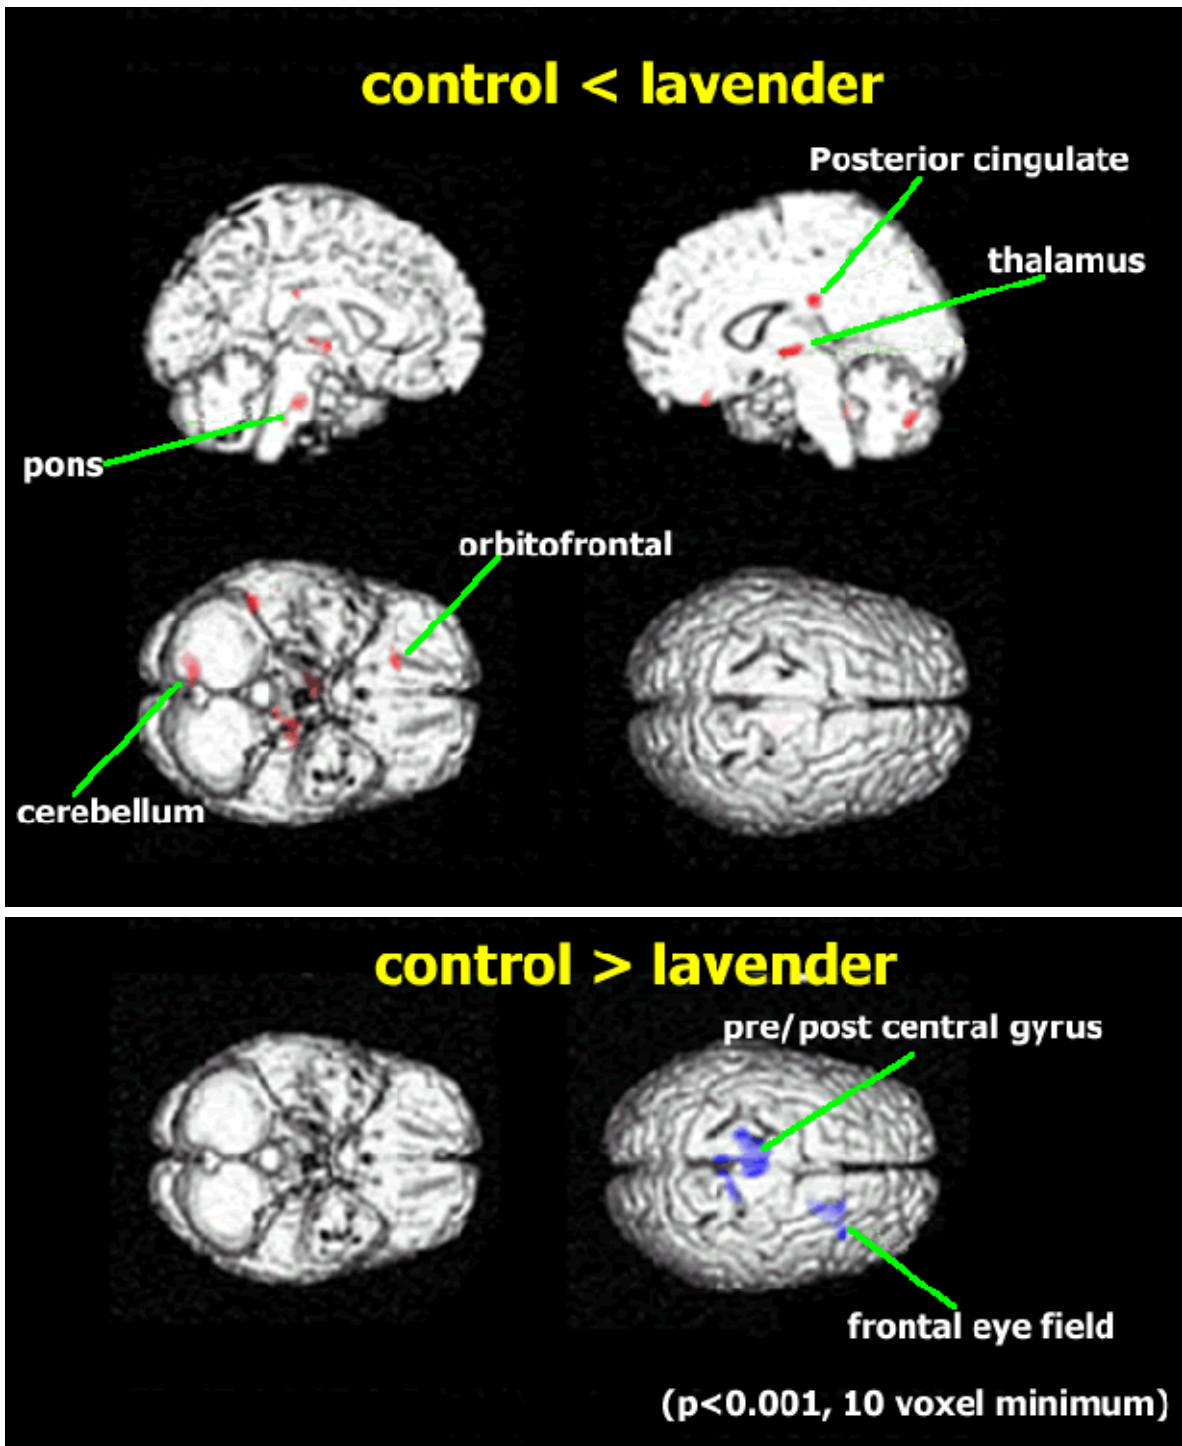 control < lavender
Posterior cingulate
thalamus
pons
orbitofrontal
cerebellum
control > lavender
pre/post central gyrus
frontal eye field
(p<0.001, 10 voxel minimum)